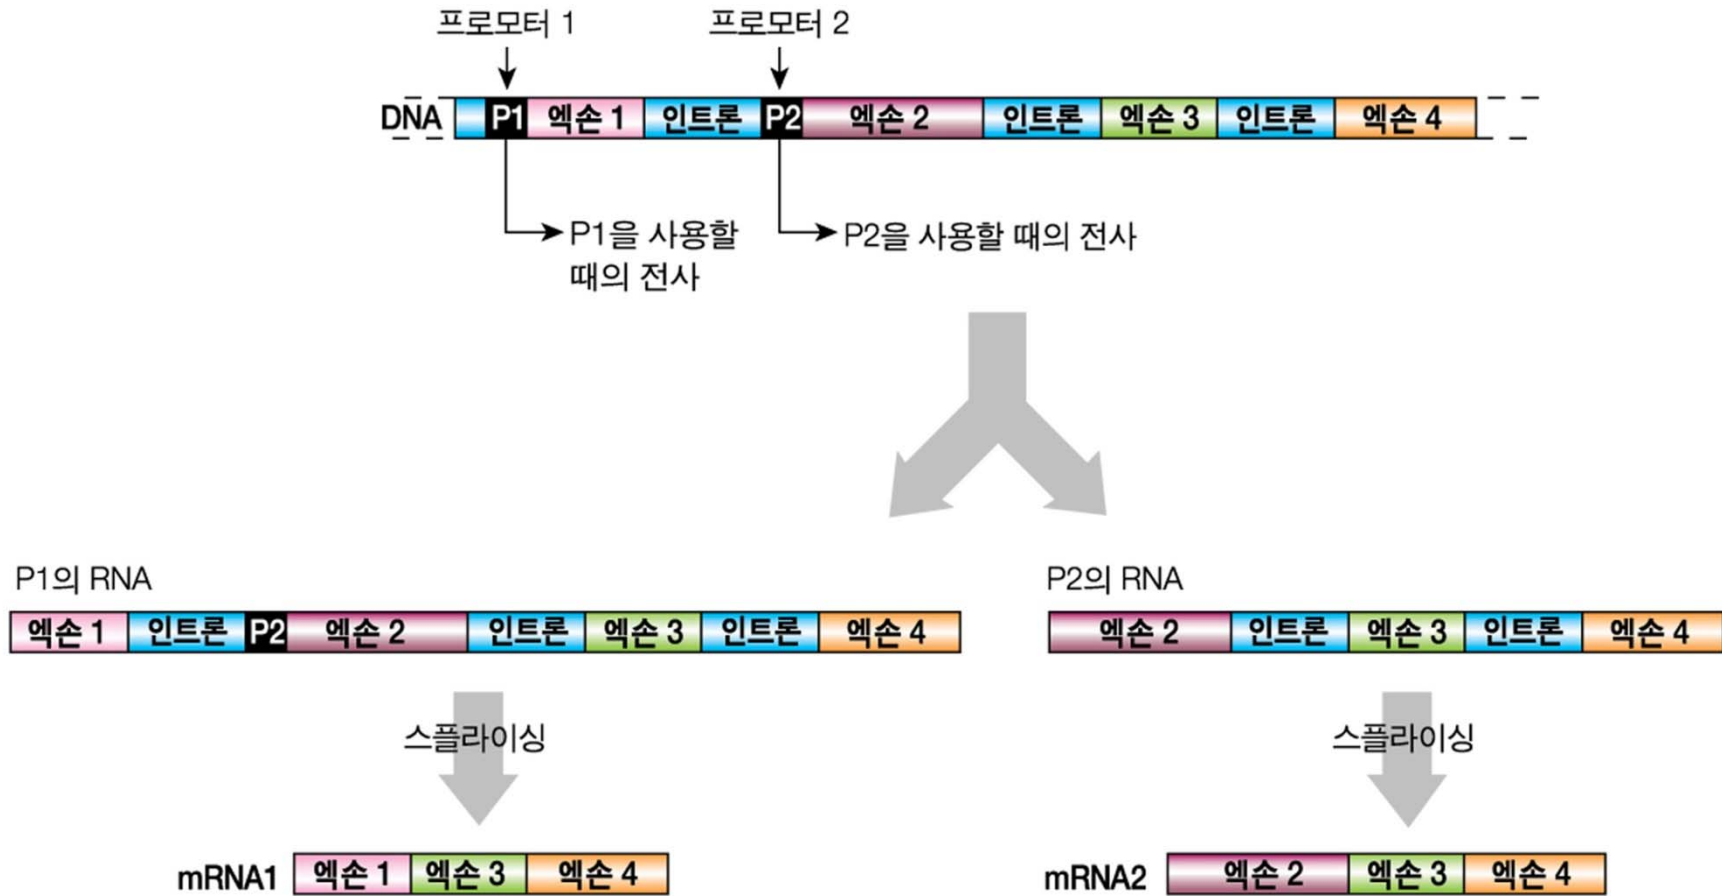 프로모터 1 프로모터 2
DNA P1 엑손 1 인트론 P2 엑손 2 인트론 엑손 3 인트론 엑손 4
P1을 사용할
때의 전사
P2을 사용할 때의 전사
P1의 RNA
엑손 1 인트론 P2 엑손 2 인트론 엑손 3 인트론 엑손 4
P2의 RNA
엑손 2 인트론 엑손 3 인트론 엑손 4
스플라이싱
스플라이싱
mRNA1 엑손 1 엑손 3 엑손 4
mRNA2 엑손 2 엑손 3 엑손 4